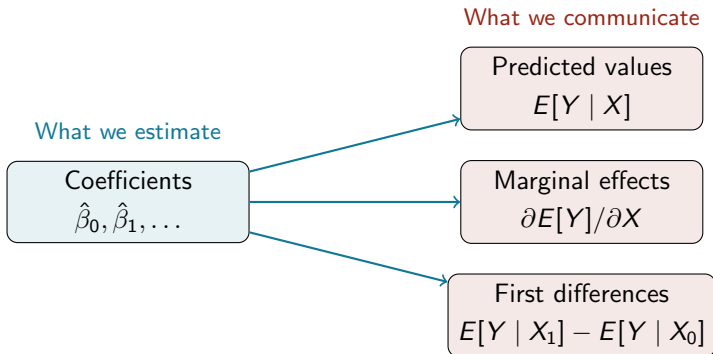 What we communicate
Predicted values
E[Y | X]
What we estimate
Coefficients
β̂₀, β̂₁, …
Marginal effects
∂E[Y]/∂X
First differences
E[Y | X₁] − E[Y | X₀]